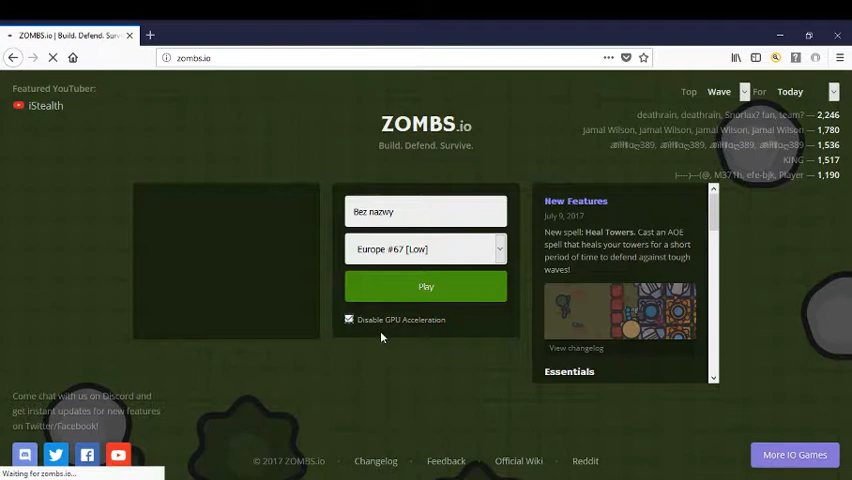 ZOMBS.io | Build. Defend. Surv
zombs.io
Featured YouTuber:
iStealth
Top Wave For Today
deathrain, deathrain, Snorlax? fan, team? — 2,246
Jamal Wilson, Jamal Wilson, Jamal Wilson, Jamal Wilson — 1,780
— 1,536
KING — 1,517
|----)---(@, M371h, efe-bjk, Player — 1,190
ZOMBS.io
Build. Defend. Survive.
Bez nazwy
Europe #67 [Low]
Play
Disable GPU Acceleration
New Features
July 9, 2017
New spell: Heal Towers. Cast an AOE
spell that heals your towers for a short
period of time to defend against tough
waves!
View changelog
Essentials
Come chat with us on Discord and
get instant updates for new features
on Twitter/Facebook!
© 2017 ZOMBS.io Changelog Feedback Official Wiki Reddit
More IO Games
Waiting for zombs.io...